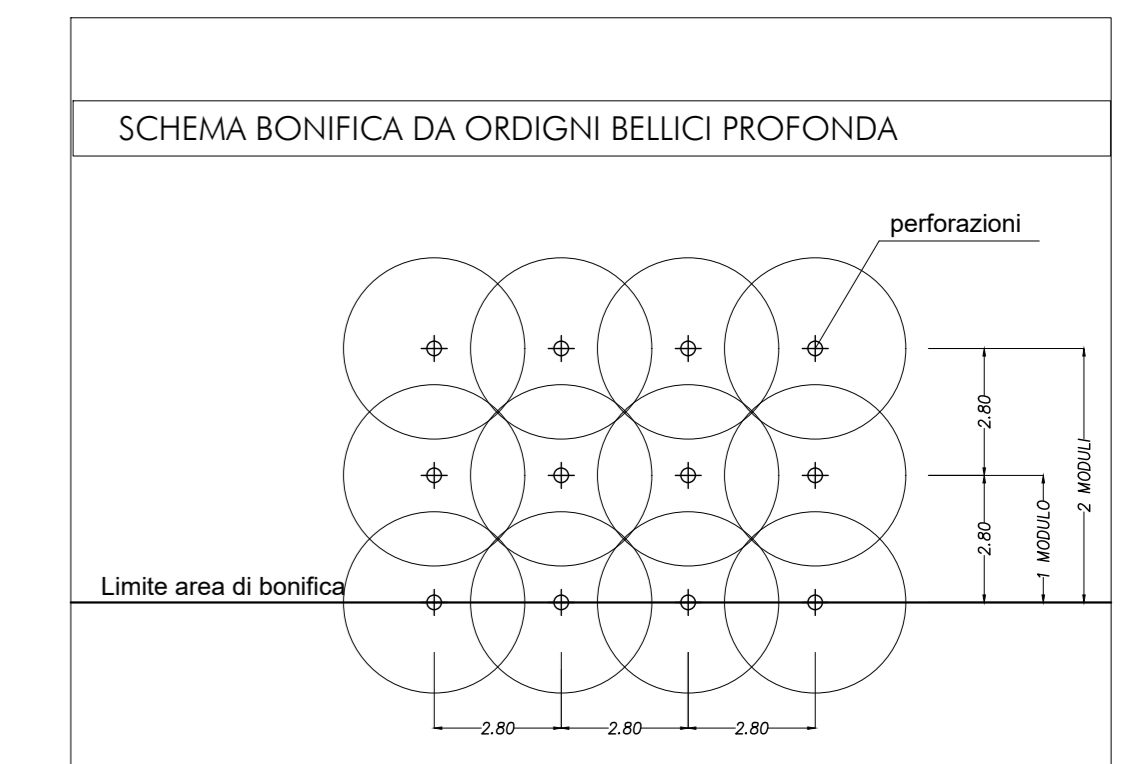 SCHEMA BONIFICA DA ORDIGNI BELLICI PROFONDA
perforazioni
2.80
2 MODULI
2.80
1 MODULO
Limite area di bonifica
2.80
2.80
2.80